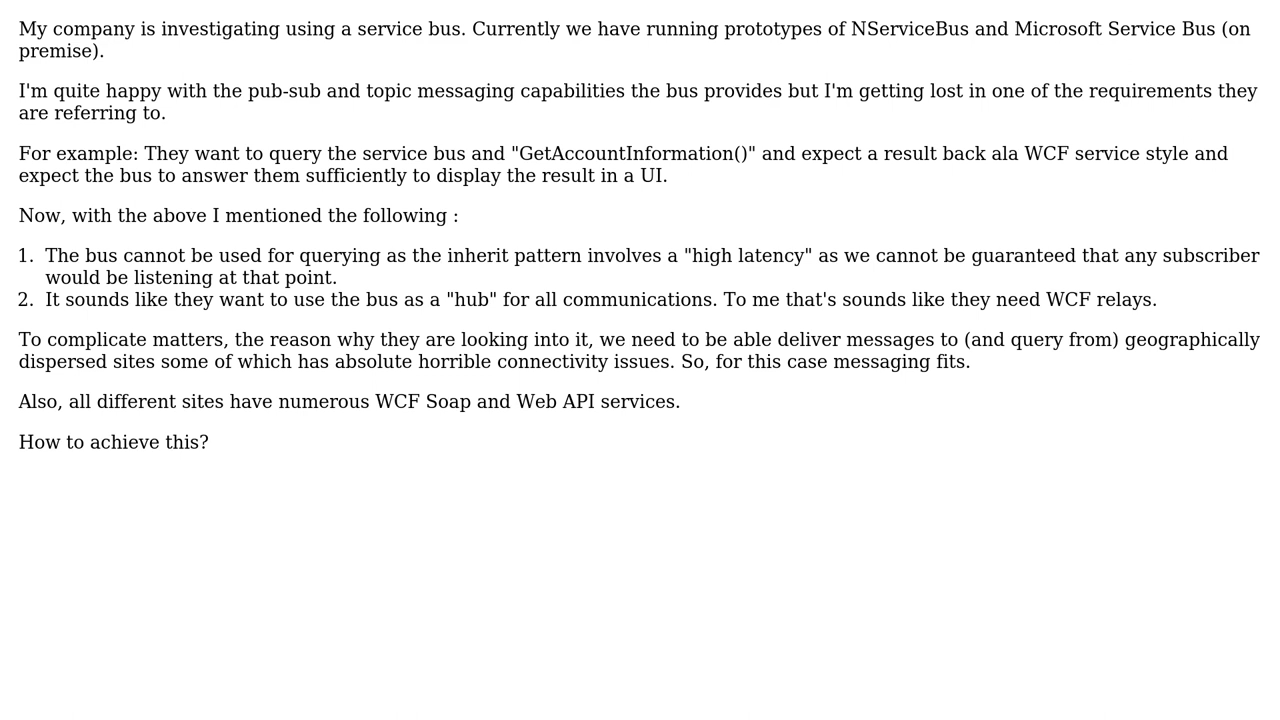 My company is investigating using a service bus. Currently we have running prototypes of NServiceBus and Microsoft Service Bus (on
premise).
I'm quite happy with the pub-sub and topic messaging capabilities the bus provides but I'm getting lost in one of the requirements they
are referring to.
For example: They want to query the service bus and "GetAccountInformation()" and expect a result back ala WCF service style and
expect the bus to answer them sufficiently to display the result in a UI.
Now, with the above I mentioned the following :
1. The bus cannot be used for querying as the inherit pattern involves a "high latency" as we cannot be guaranteed that any subscriber
would be listening at that point.
2. It sounds like they want to use the bus as a "hub" for all communications. To me that's sounds like they need WCF relays.
To complicate matters, the reason why they are looking into it, we need to be able deliver messages to (and query from) geographically
dispersed sites some of which has absolute horrible connectivity issues. So, for this case messaging fits.
Also, all different sites have numerous WCF Soap and Web API services.
How to achieve this?